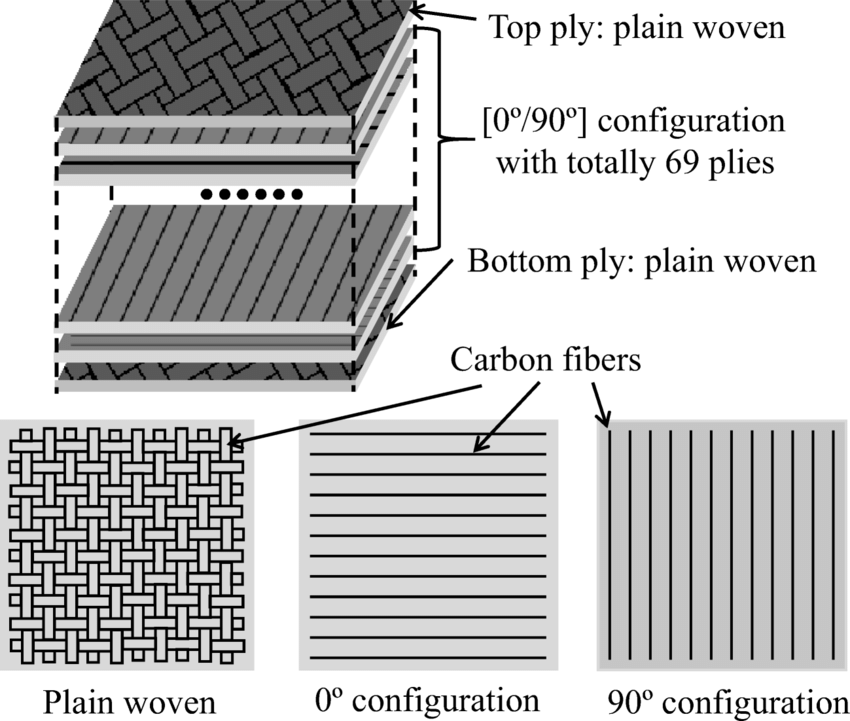 Top ply: plain woven
[0º/90º] configuration
with totally 69 plies
Bottom ply: plain woven
Carbon fibers
Plain woven
0º configuration
90º configuration